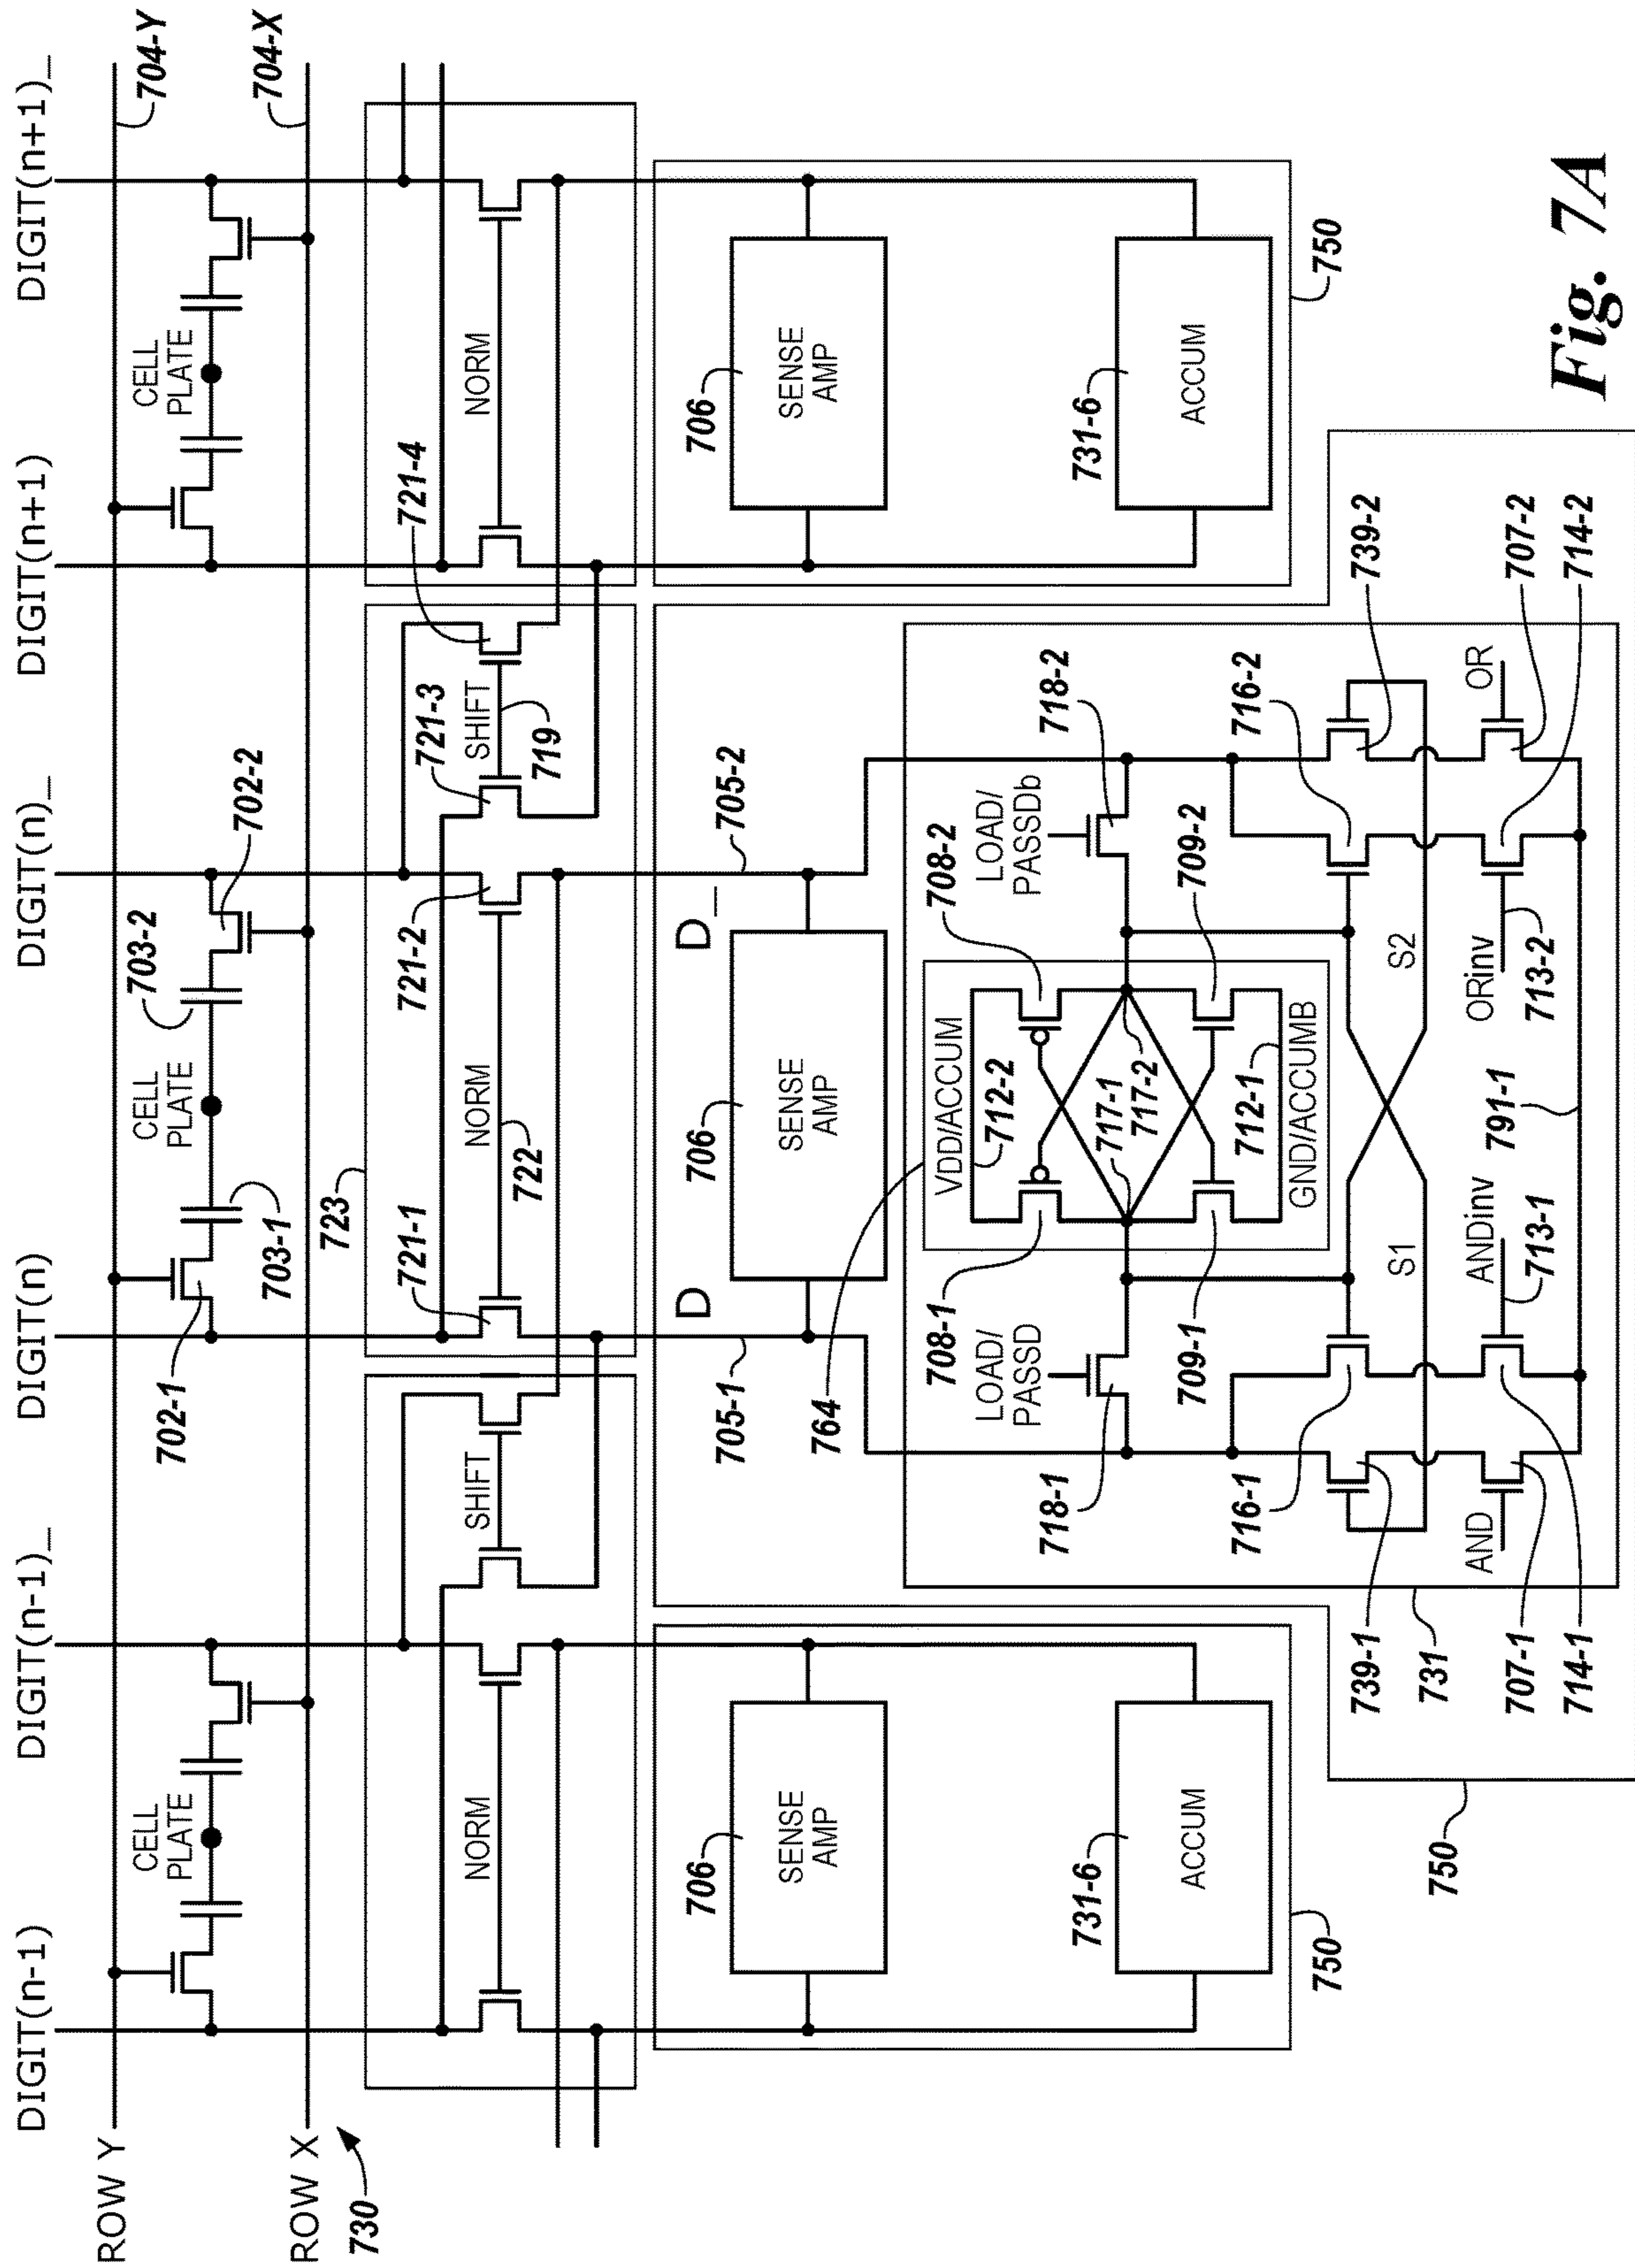 DIGIT(n-1)
DIGIT(n-1)_
DIGIT(n)
DIGIT(n)_
DIGIT(n+1)
DIGIT(n+1)_
ROW Y
704-Y
CELL
PLATE
702-1
CELL
PLATE
703-2
702-2
CELL
PLATE
703-1
ROW X
704-X
730
723
NORM
SHIFT
721-1
NORM
722
721-2
721-3
SHIFT
719
721-4
NORM
705-1
D
D_
705-2
706
SENSE
AMP
706
SENSE
AMP
706
SENSE
AMP
764
718-1
LOAD/
PASSD
708-1
VDD/ACCUM
712-2
708-2
LOAD/
PASSDb
718-2
731-6
ACCUM
717-1
717-2
731-6
ACCUM
709-1
712-1
GND/ACCUMB
709-2
716-1
716-2
750
750
739-1
S1
S2
739-2
731
750
AND
ANDinv
713-1
ORinv
713-2
OR
707-1
791-1
707-2
714-1
714-2
Fig. 7A